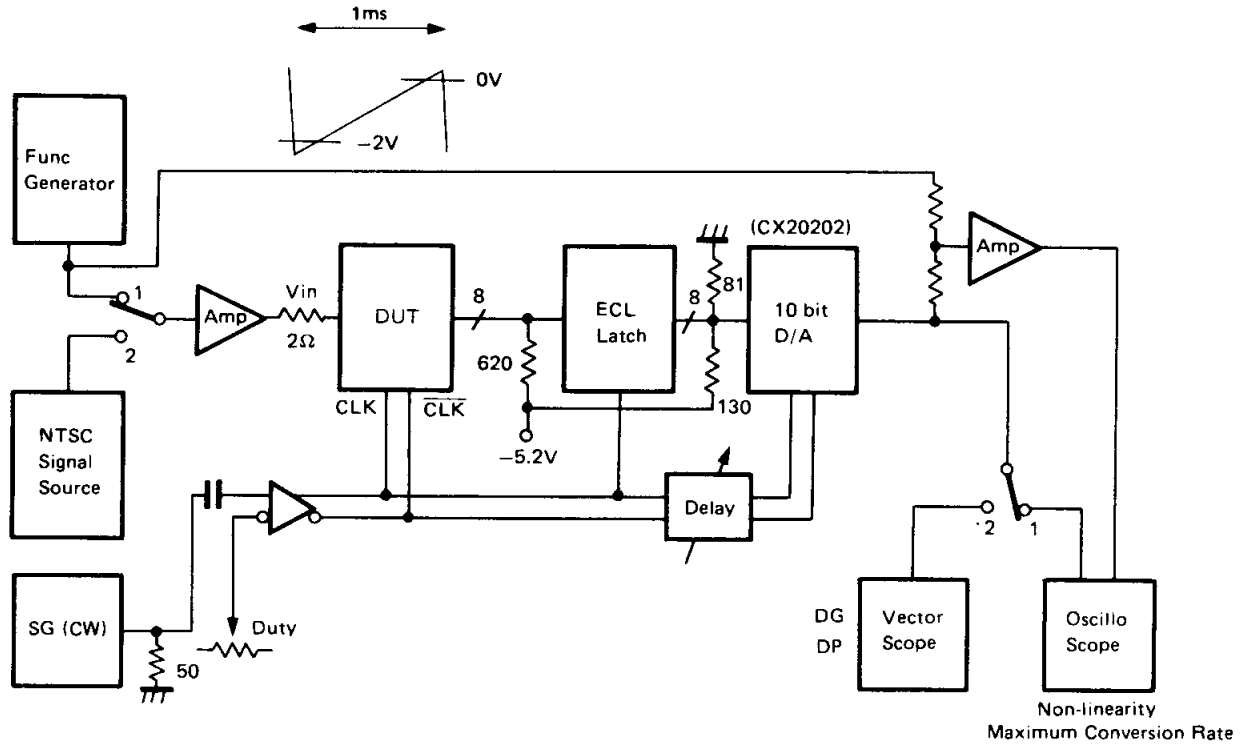 1ms
0V
−2V
Func
Generator
(CX20202)
Amp
1
2
Amp
Vin
2Ω
DUT
8
620
ECL
Latch
8
81
130
10 bit
D/A
CLK
CLK
−5.2V
NTSC
Signal
Source
Delay
2
1
SG (CW)
50
Duty
DG
DP
Vector
Scope
Oscillo
Scope
Non-linearity
Maximum Conversion Rate